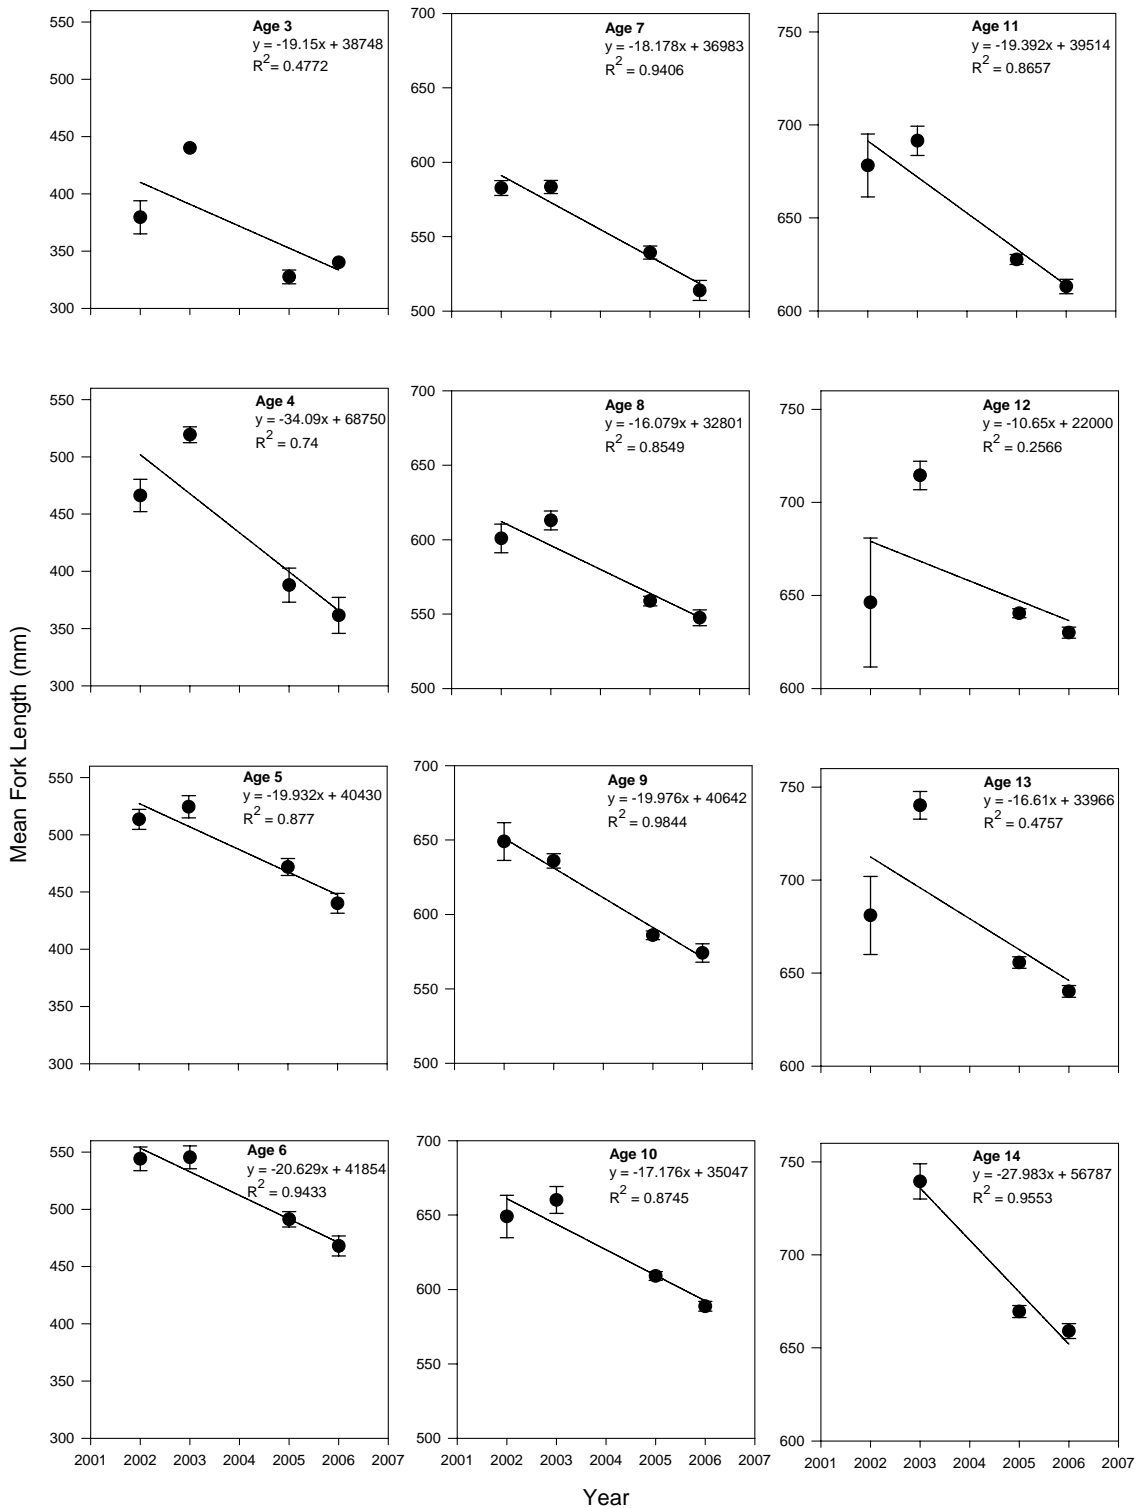 Mean Fork Length (mm)
Age 3
y = -19.15x + 38748
R2 = 0.4772
550
500
450
400
350
300
Age 7
y = -18.178x + 36983
R2 = 0.9406
700
650
600
550
500
Age 11
y = -19.392x + 39514
R2 = 0.8657
750
700
650
600
Age 4
y = -34.09x + 68750
R2 = 0.74
550
500
450
400
350
300
Age 8
y = -16.079x + 32801
R2 = 0.8549
700
650
600
550
500
Age 12
y = -10.65x + 22000
R2 = 0.2566
750
700
650
600
Age 5
y = -19.932x + 40430
R2 = 0.877
550
500
450
400
350
300
Age 9
y = -19.976x + 40642
R2 = 0.9844
700
650
600
550
500
Age 13
y = -16.61x + 33966
R2 = 0.4757
750
700
650
600
Age 6
y = -20.629x + 41854
R2 = 0.9433
550
500
450
400
350
300
2001 2002 2003 2004 2005 2006 2007
Age 10
y = -17.176x + 35047
R2 = 0.8745
700
650
600
550
500
2001 2002 2003 2004 2005 2006 2007
Age 14
y = -27.983x + 56787
R2 = 0.9553
750
700
650
600
2001 2002 2003 2004 2005 2006 2007
Year